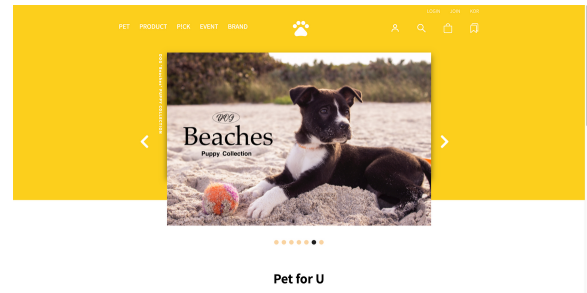 LOGIN JOIN
PET PRODUCT PICK EVENT BRAND
DOG
Beaches
Puppy Collection
Pet for U